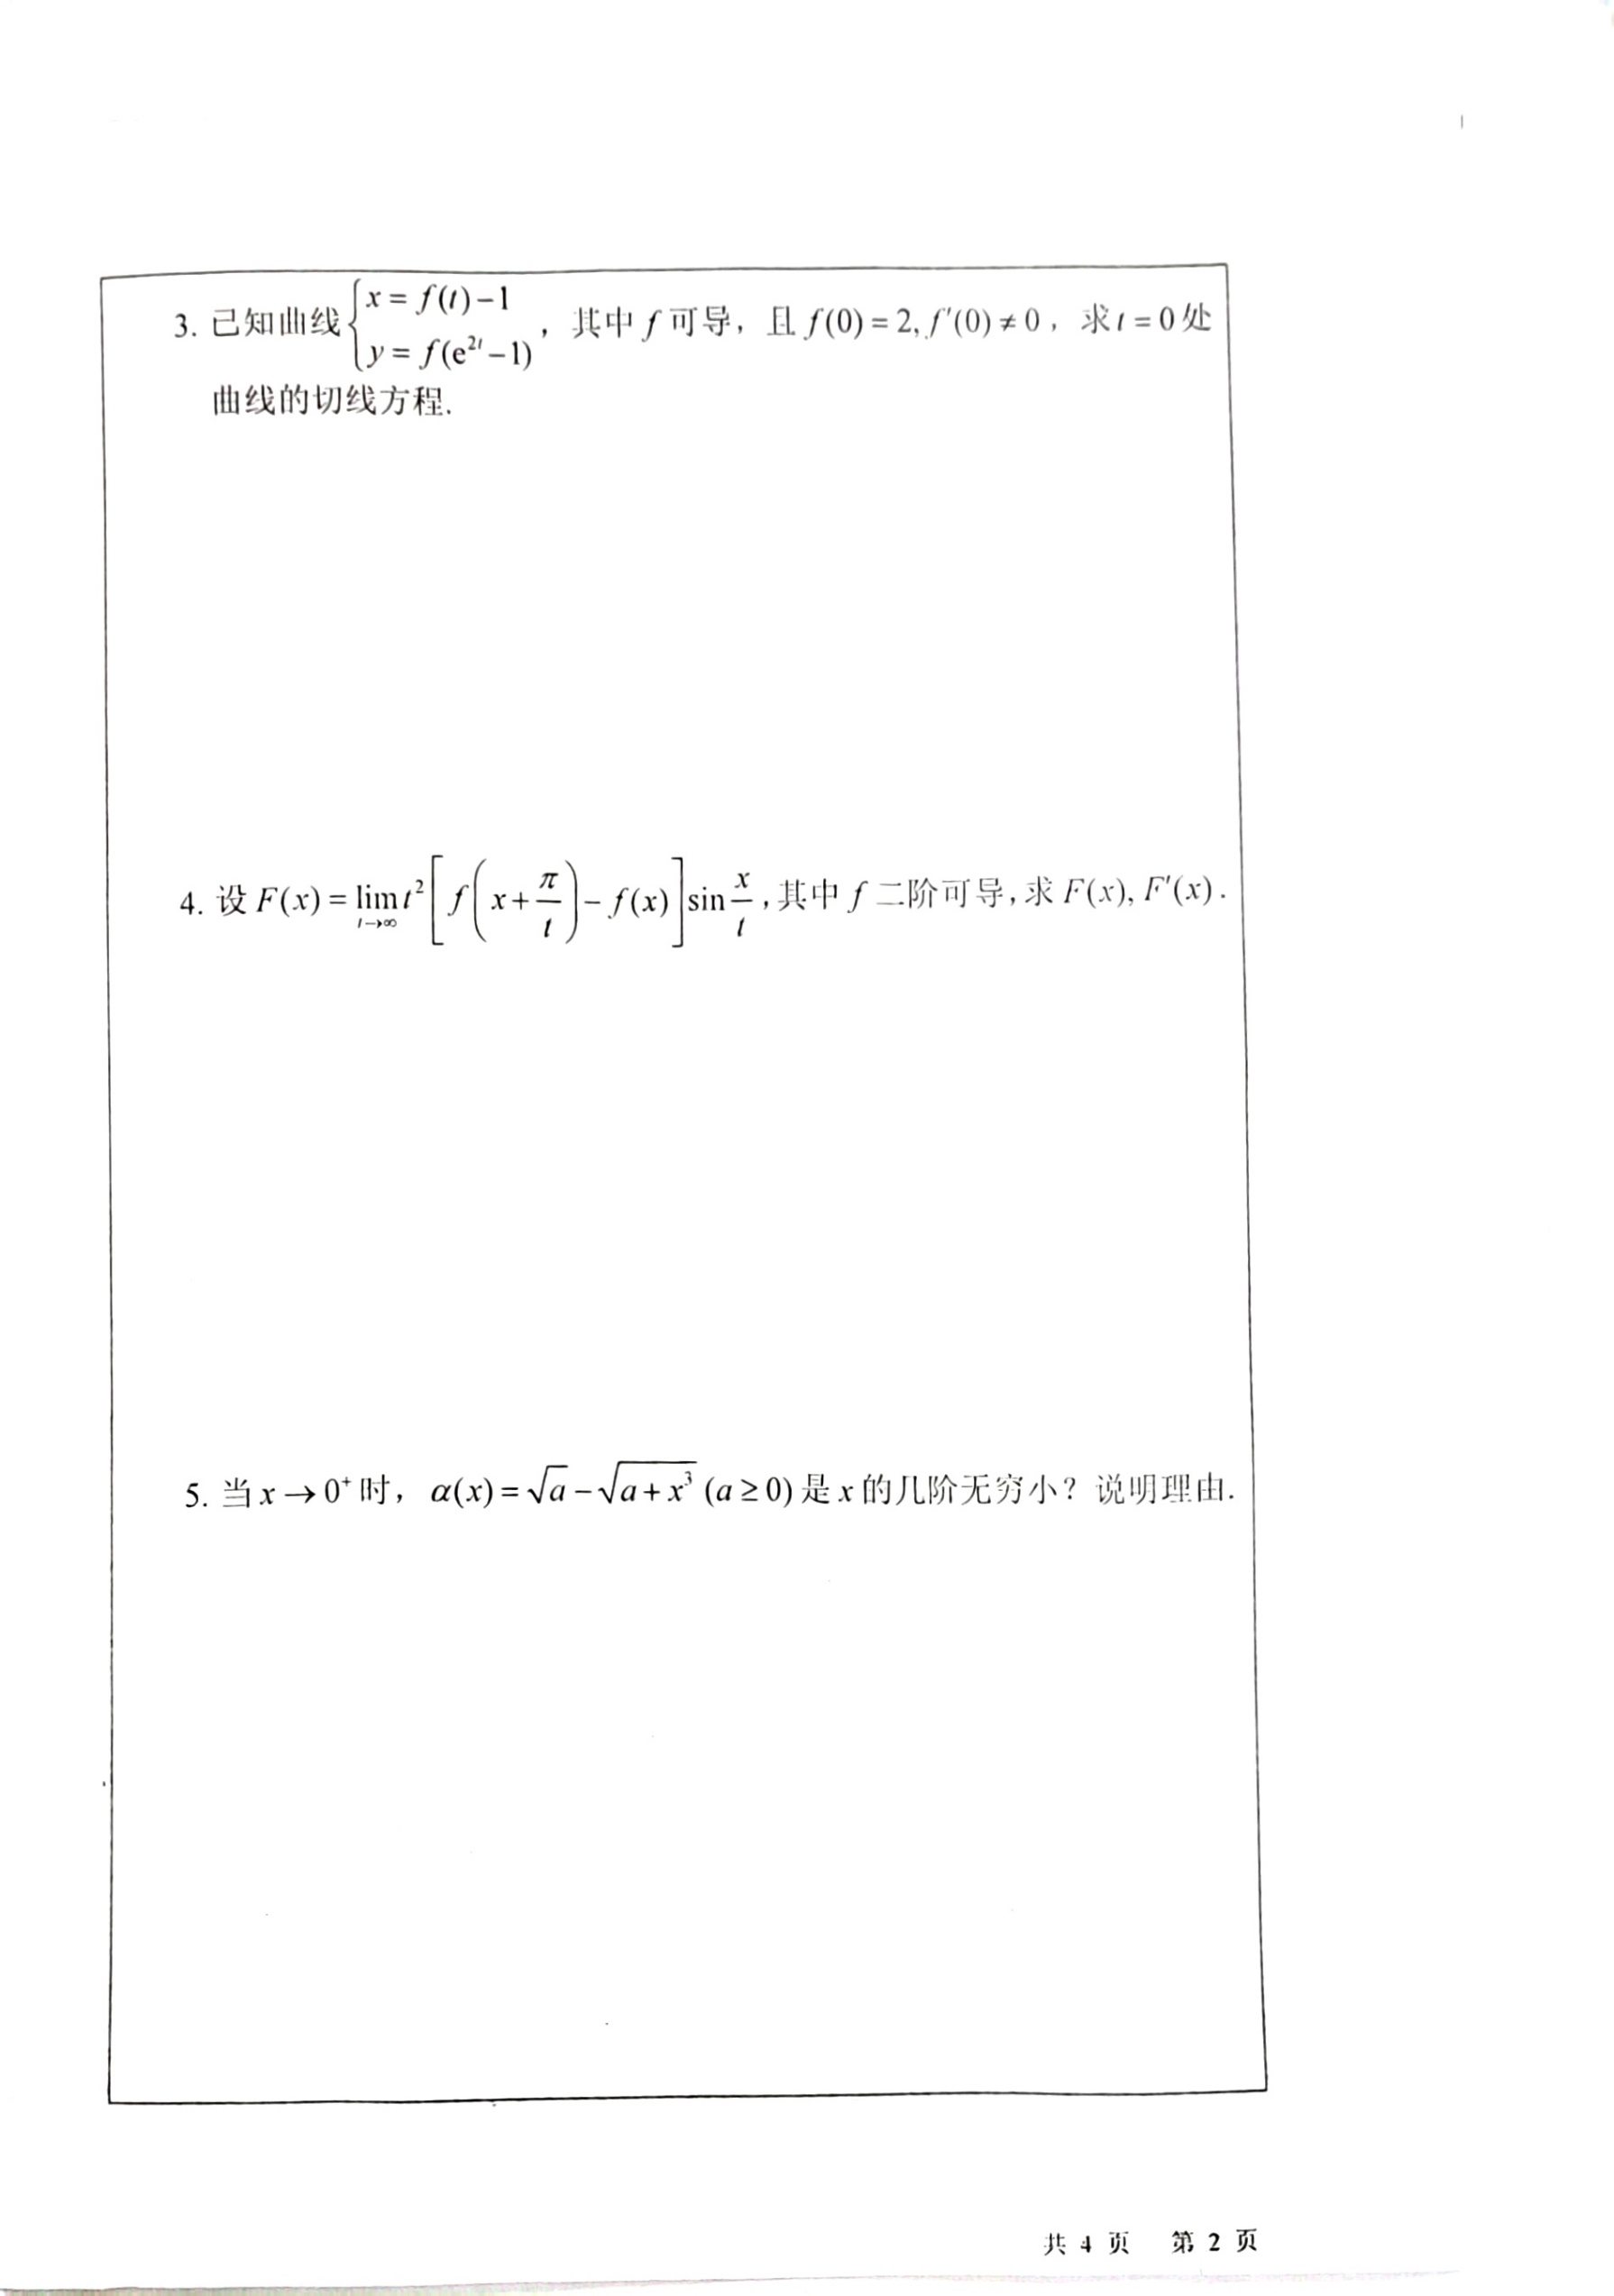 3. 已知曲线{x = f(t) − 1, y = f(e^{2t} − 1)，其中 f 可导，且 f(0) = 2, f′(0) ≠ 0，求 t = 0 处
曲线的切线方程.
4. 设 F(x) = lim_{t→∞} t²[f(x + π/t) − f(x)] sin x/t，其中 f 二阶可导，求 F(x), F′(x).
5. 当 x → 0⁺ 时，α(x) = √a − √(a + x³) (a ≥ 0) 是 x 的几阶无穷小？说明理由.
共 4 页 第 2 页